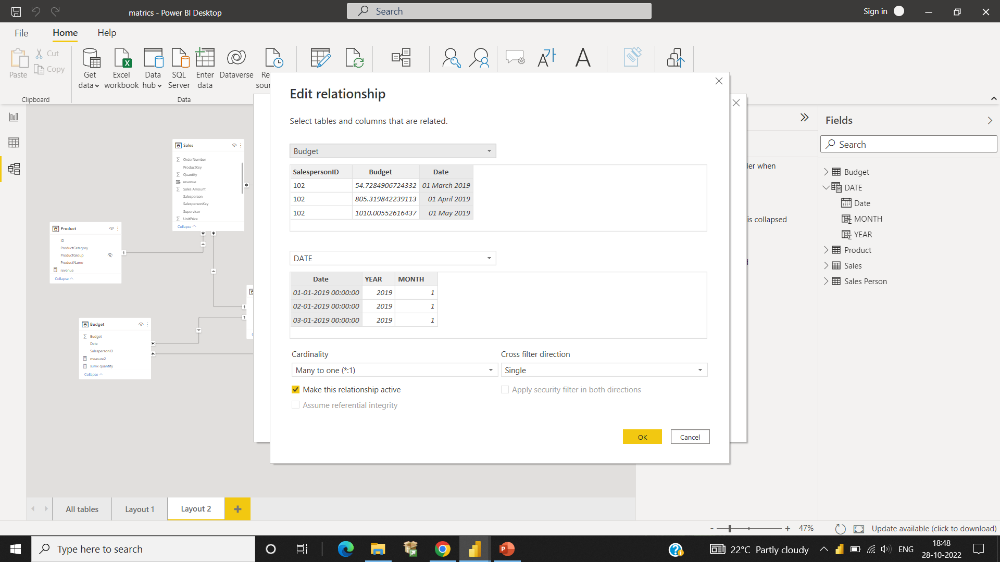 matrics - Power BI Desktop
Search
Sign in
File
Home
Help
Paste
Cut
Copy
Clipboard
Get data
Excel workbook
Data hub
SQL Server
Enter data
Dataverse
Re
sour
Data
Edit relationship
Select tables and columns that are related.
Budget
SalespersonID Budget Date
102 54.7284906724332 01 March 2019
102 805.319842239113 01 April 2019
102 1010.00552616437 01 May 2019
DATE
Date YEAR MONTH
01-01-2019 00:00:00 2019 1
02-01-2019 00:00:00 2019 1
03-01-2019 00:00:00 2019 1
Cardinality
Many to one (*:1)
Cross filter direction
Single
Make this relationship active
Apply security filter in both directions
Assume referential integrity
OK
Cancel
Sales
OrderNumber
ProductKey
Quantity
revenue
Sales Amount
Salesperson
SalespersonKey
Supervisor
UnitPrice
Collapse
Product
ID
ProductCategory
ProductGroup
ProductName
revenue
Collapse
Budget
Budget
Date
SalespersonID
measure2
sumx quantity
Collapse
* 
* *
1
1
1
*
*
der when
is collapsed
Fields
Search
Budget
DATE
Date
MONTH
YEAR
Product
Sales
Sales Person
All tables
Layout 1
Layout 2
+
- + 47%
Update available (click to download)
Type here to search
22°C Partly cloudy
ENG
18:48
28-10-2022